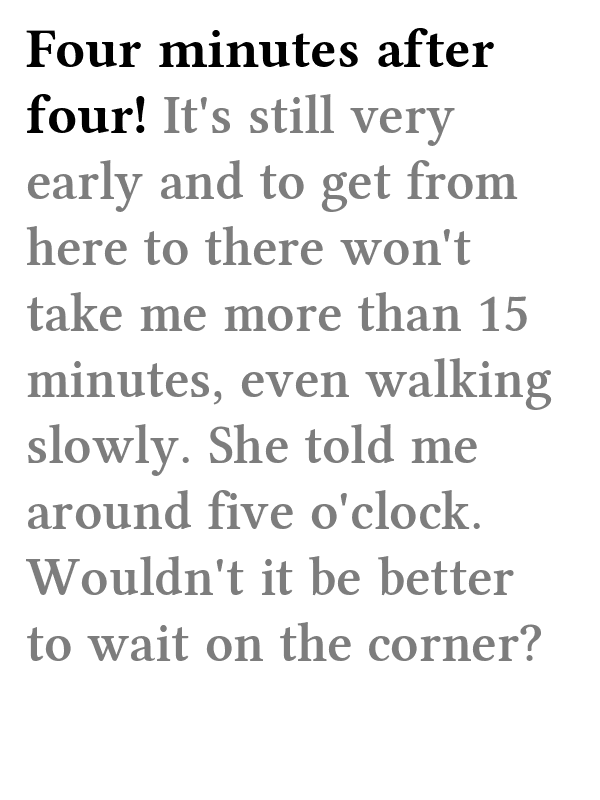 Four minutes after
four! It's still very
early and to get from
here to there won't
take me more than 15
minutes, even walking
slowly. She told me
around five o'clock.
Wouldn't it be better
to wait on the corner?